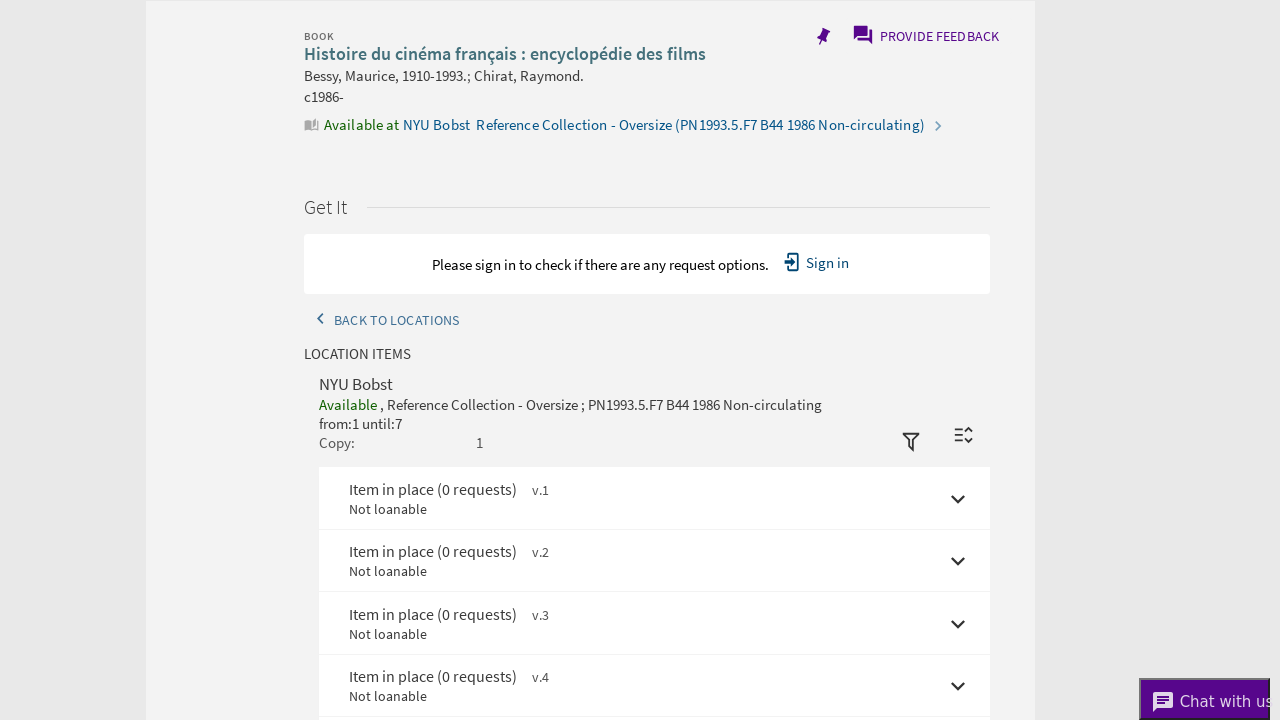 BOOK
Histoire du cinéma français : encyclopédie des films
PROVIDE FEEDBACK
Bessy, Maurice, 1910-1993.; Chirat, Raymond.
c1986-
Available at NYU Bobst Reference Collection - Oversize (PN1993.5.F7 B44 1986 Non-circulating)
Get It
Please sign in to check if there are any request options. Sign in
BACK TO LOCATIONS
LOCATION ITEMS
NYU Bobst
Available , Reference Collection - Oversize ; PN1993.5.F7 B44 1986 Non-circulating
from:1 until:7
Copy: 1
Item in place (0 requests) v.1
Not loanable
Item in place (0 requests) v.2
Not loanable
Item in place (0 requests) v.3
Not loanable
Item in place (0 requests) v.4
Not loanable
Chat with us